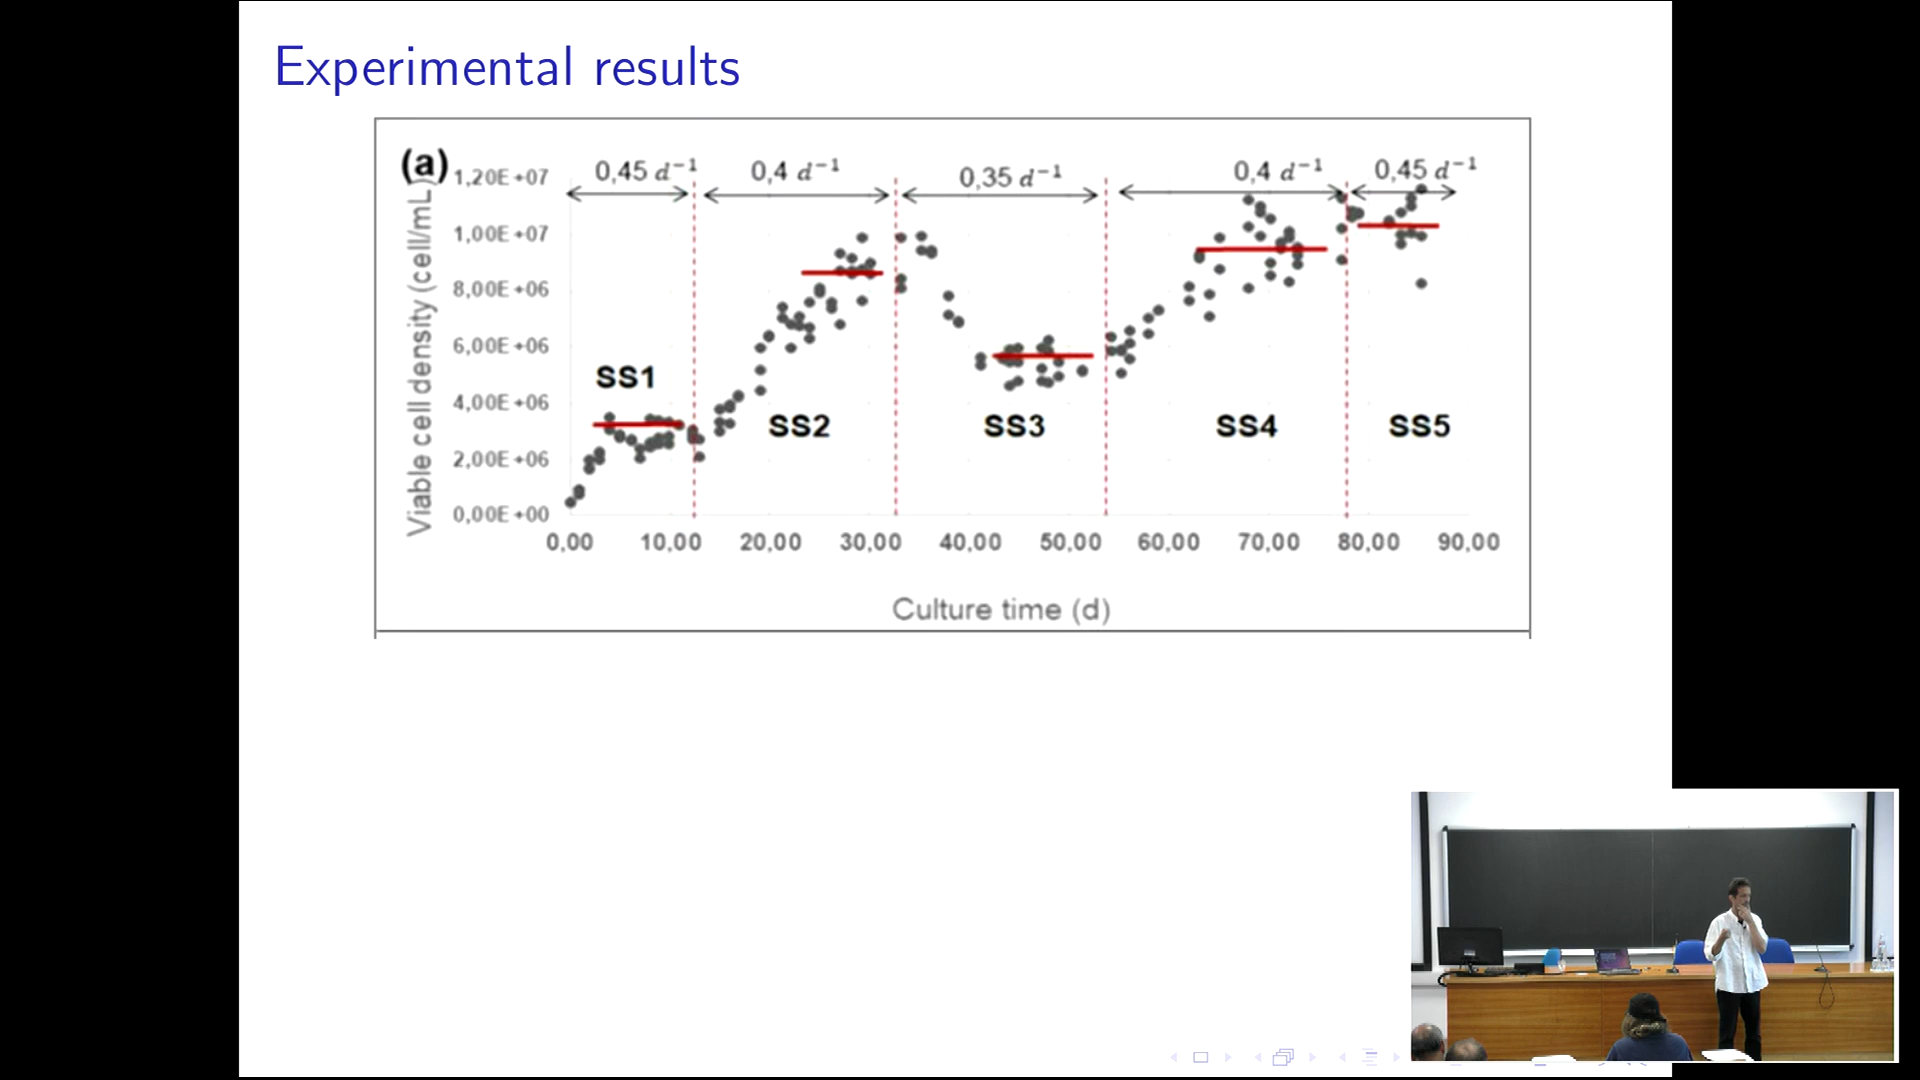 Experimental results
(a)
0,45 d⁻¹
0,4 d⁻¹
0,35 d⁻¹
0,4 d⁻¹
0,45 d⁻¹
Viable cell density (cell/mL)
1,20E+07
1,00E+07
8,00E+06
6,00E+06
4,00E+06
2,00E+06
0,00E+00
SS1
SS2
SS3
SS4
SS5
0,00 10,00 20,00 30,00 40,00 50,00 60,00 70,00 80,00 90,00
Culture time (d)